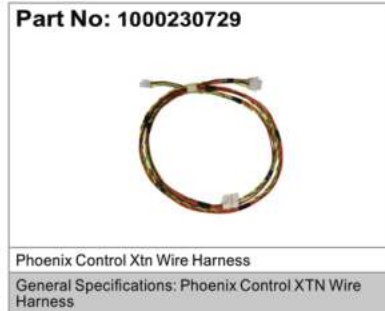 Part No: 1000230729
Phoenix Control Xtn Wire Harness
General Specifications: Phoenix Control XTN Wire
Harness